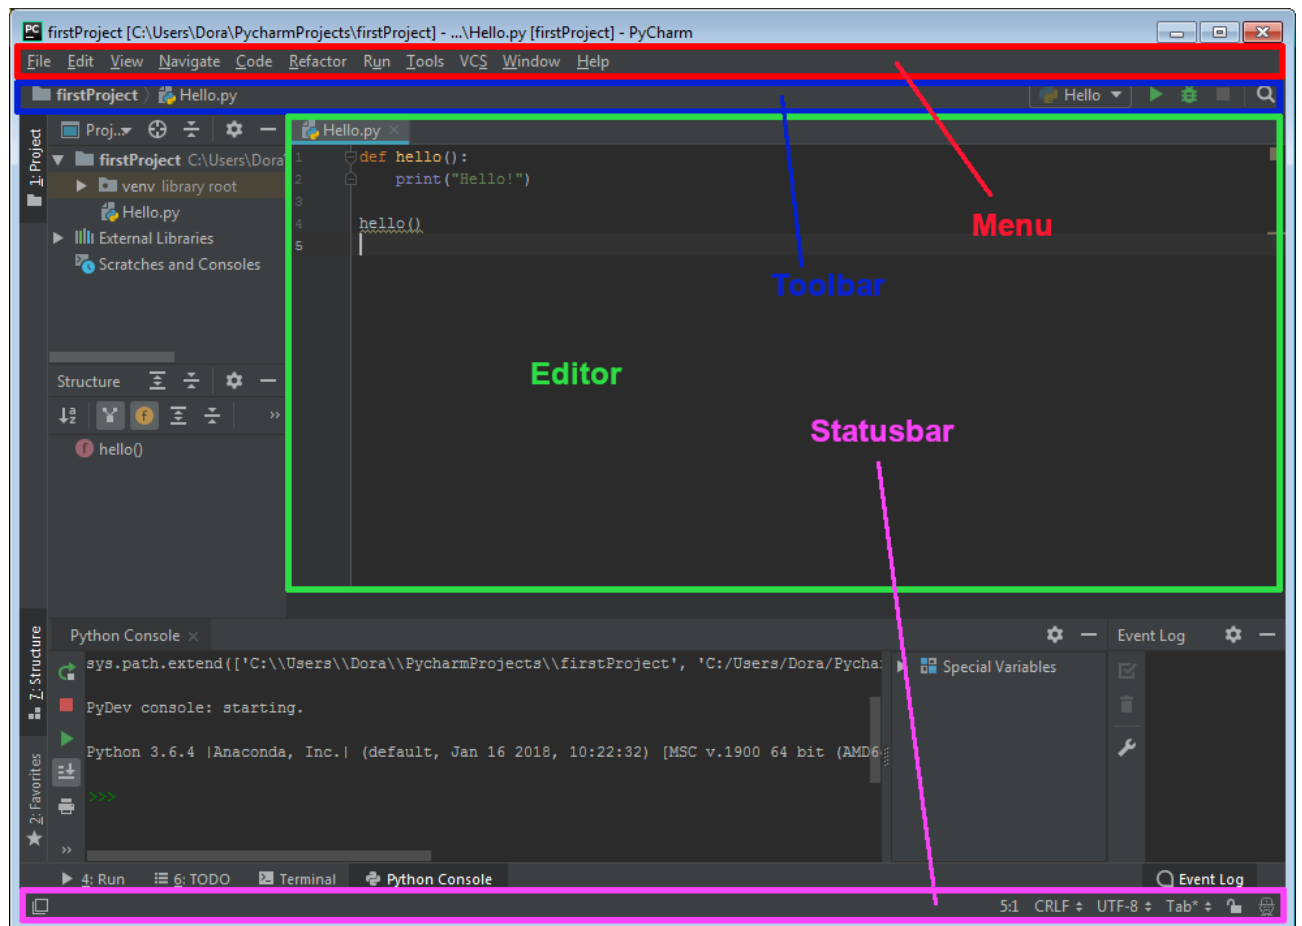 PC firstProject [C:\Users\Dora\PycharmProjects\firstProject] - ...\Hello.py [firstProject] - PyCharm
File Edit View Navigate Code Refactor Run Tools VCS Window Help
firstProject Hello.py Hello
1: Project
Proj..
Hello.py
firstProject C:\Users\Dora
venv library root
Hello.py
External Libraries
Scratches and Consoles
1 def hello():
2 print("Hello!")
3
4 hello()
5
Menu
Toolbar
Editor
Statusbar
Structure
f
f hello()
7: Structure
2: Favorites
Python Console
sys.path.extend(['C:\\Users\\Dora\\PycharmProjects\\firstProject', 'C:/Users/Dora/Pycha
PyDev console: starting.
Python 3.6.4 |Anaconda, Inc.| (default, Jan 16 2018, 10:22:32) [MSC v.1900 64 bit (AMD6
>>>
Special Variables
Event Log
4: Run 6: TODO Terminal Python Console Event Log
5:1 CRLF UTF-8 Tab*